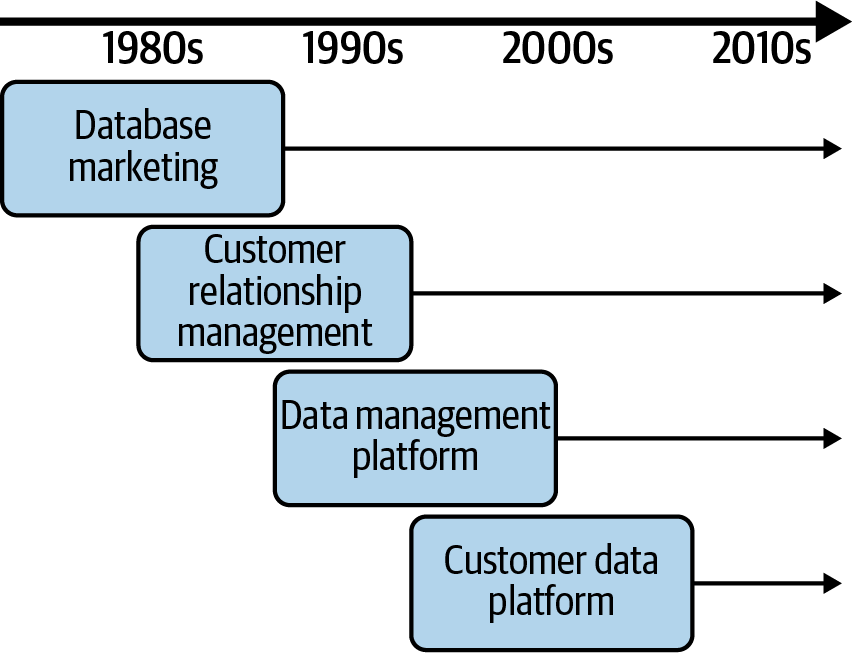 1980s 1990s 2000s 2010s
Database
marketing
Customer
relationship
management
Data management
platform
Customer data
platform